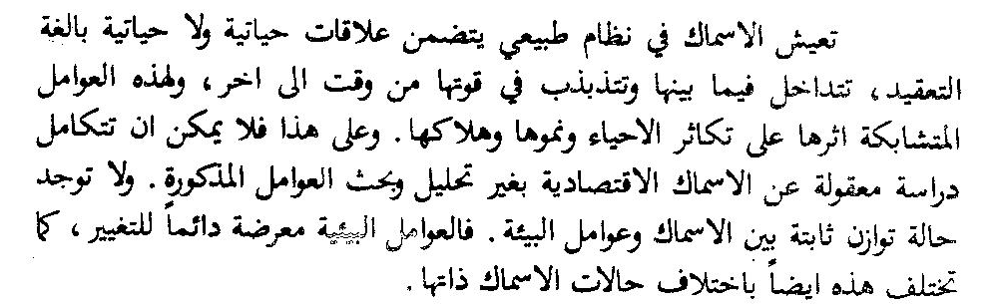 تعيش الاسماك في نظام طبيعي يتضمن علاقات حياتية ولا حياتية بالغة
التعقيد، تتداخل فيما بينها وتتذبذب في قوتها من وقت الى اخر، ولهذه العوامل
المتشابكة اثرها على تكاثر الاحياء ونموها وهلاكها. وعلى هذا فلا يمكن ان تتكامل
دراسة معقولة عن الاسماك الاقتصادية بغير تحليل وبحث العوامل المذكورة. ولا توجد
حالة توازن ثابتة بين الاسماك وعوامل البيئة. فالعوامل البيئية معرضة دائماً للتغيير، كما
تختلف هذه ايضاً باختلاف حالات الاسماك ذاتها.